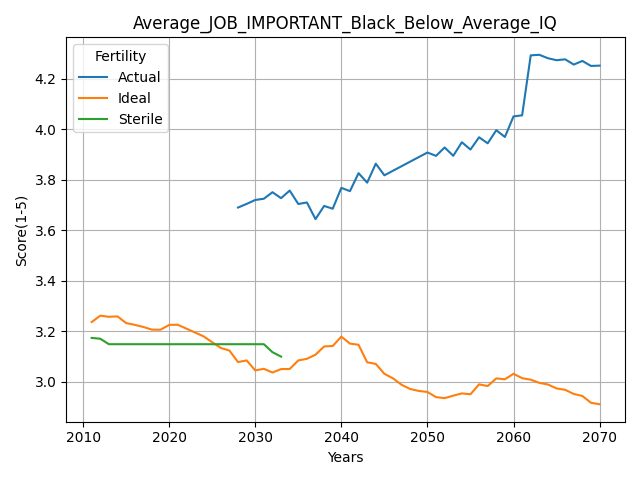 Average_JOB_IMPORTANT_Black_Below_Average_IQ
Fertility
Actual
Ideal
Sterile
Score(1-5)
4.2
4.0
3.8
3.6
3.4
3.2
3.0
2010 2020 2030 2040 2050 2060 2070
Years